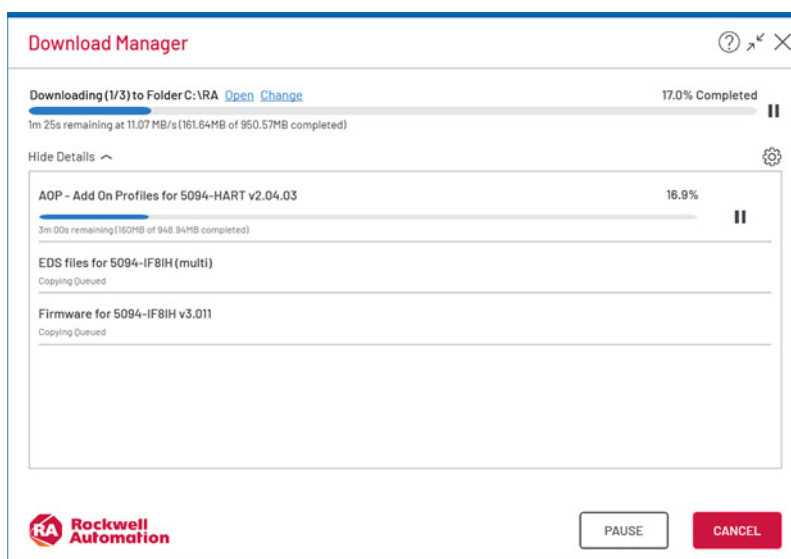 Download Manager
Downloading (1/3) to Folder C:\RA Open Change 17.0% Completed
1m 25s remaining at 11.07 MB/s (161.64MB of 950.57MB completed)
Hide Details
AOP - Add On Profiles for 5094-HART v2.04.03 16.9%
3m 00s remaining (160MB of 948.94MB completed)
EDS files for 5094-IF8IH (multi)
Copying Queued
Firmware for 5094-IF8IH v3.011
Copying Queued
RA Rockwell
Automation
PAUSE CANCEL